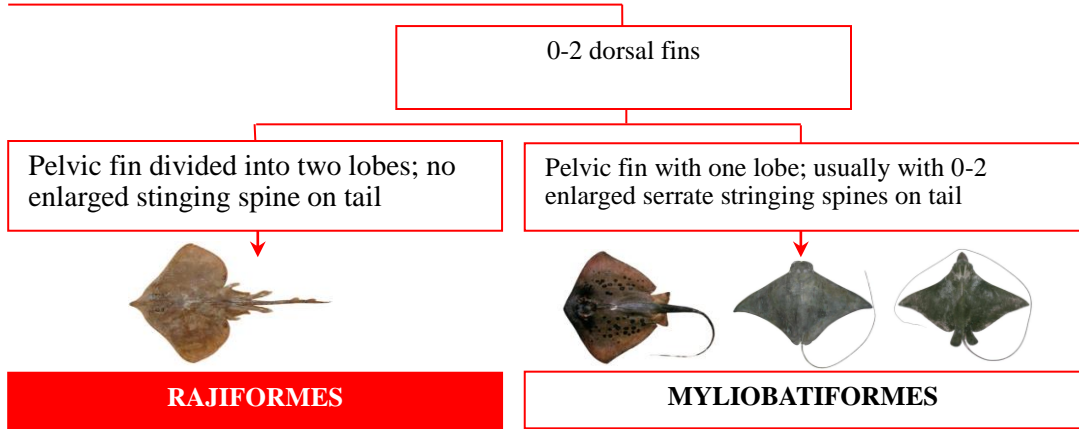 0-2 dorsal fins
Pelvic fin divided into two lobes; no
enlarged stinging spine on tail
Pelvic fin with one lobe; usually with 0-2
enlarged serrate stringing spines on tail
RAJIFORMES
MYLIOBATIFORMES